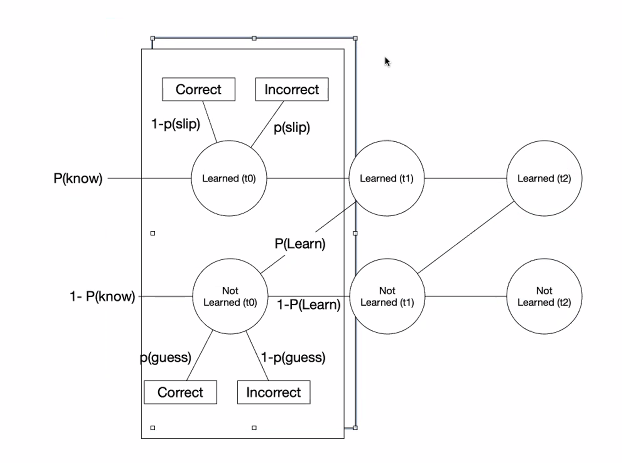 Correct
Incorrect
1-p(slip)
p(slip)
P(know)
Learned (t0)
Learned (t1)
Learned (t2)
P(Learn)
1- P(know)
Not
Learned (t0)
1-P(Learn)
Not
Learned (t1)
Not
Learned (t2)
p(guess)
1-p(guess)
Correct
Incorrect